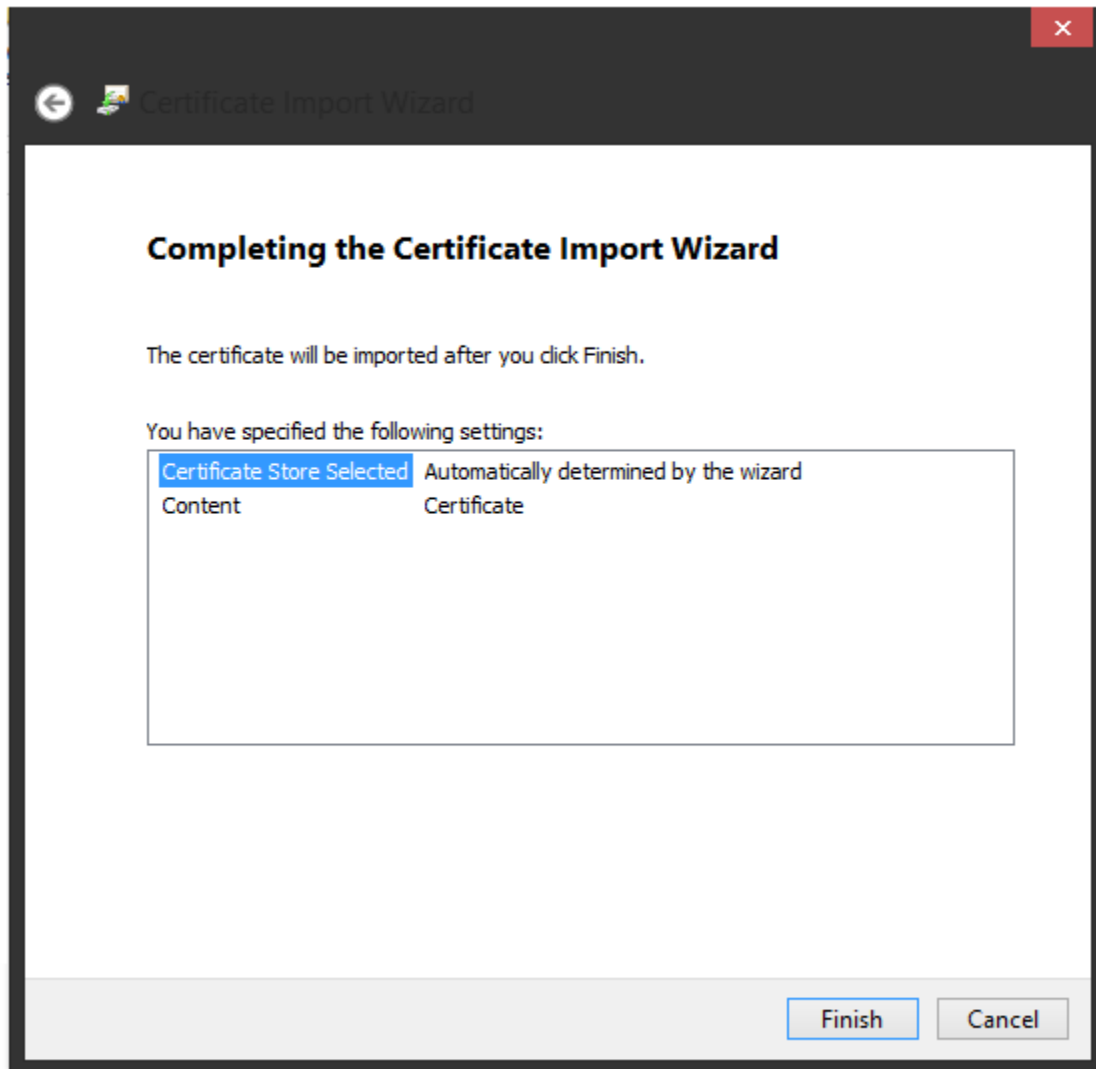 Certificate Import Wizard
Completing the Certificate Import Wizard
The certificate will be imported after you click Finish.
You have specified the following settings:
Certificate Store Selected Automatically determined by the wizard
Content Certificate
Finish Cancel